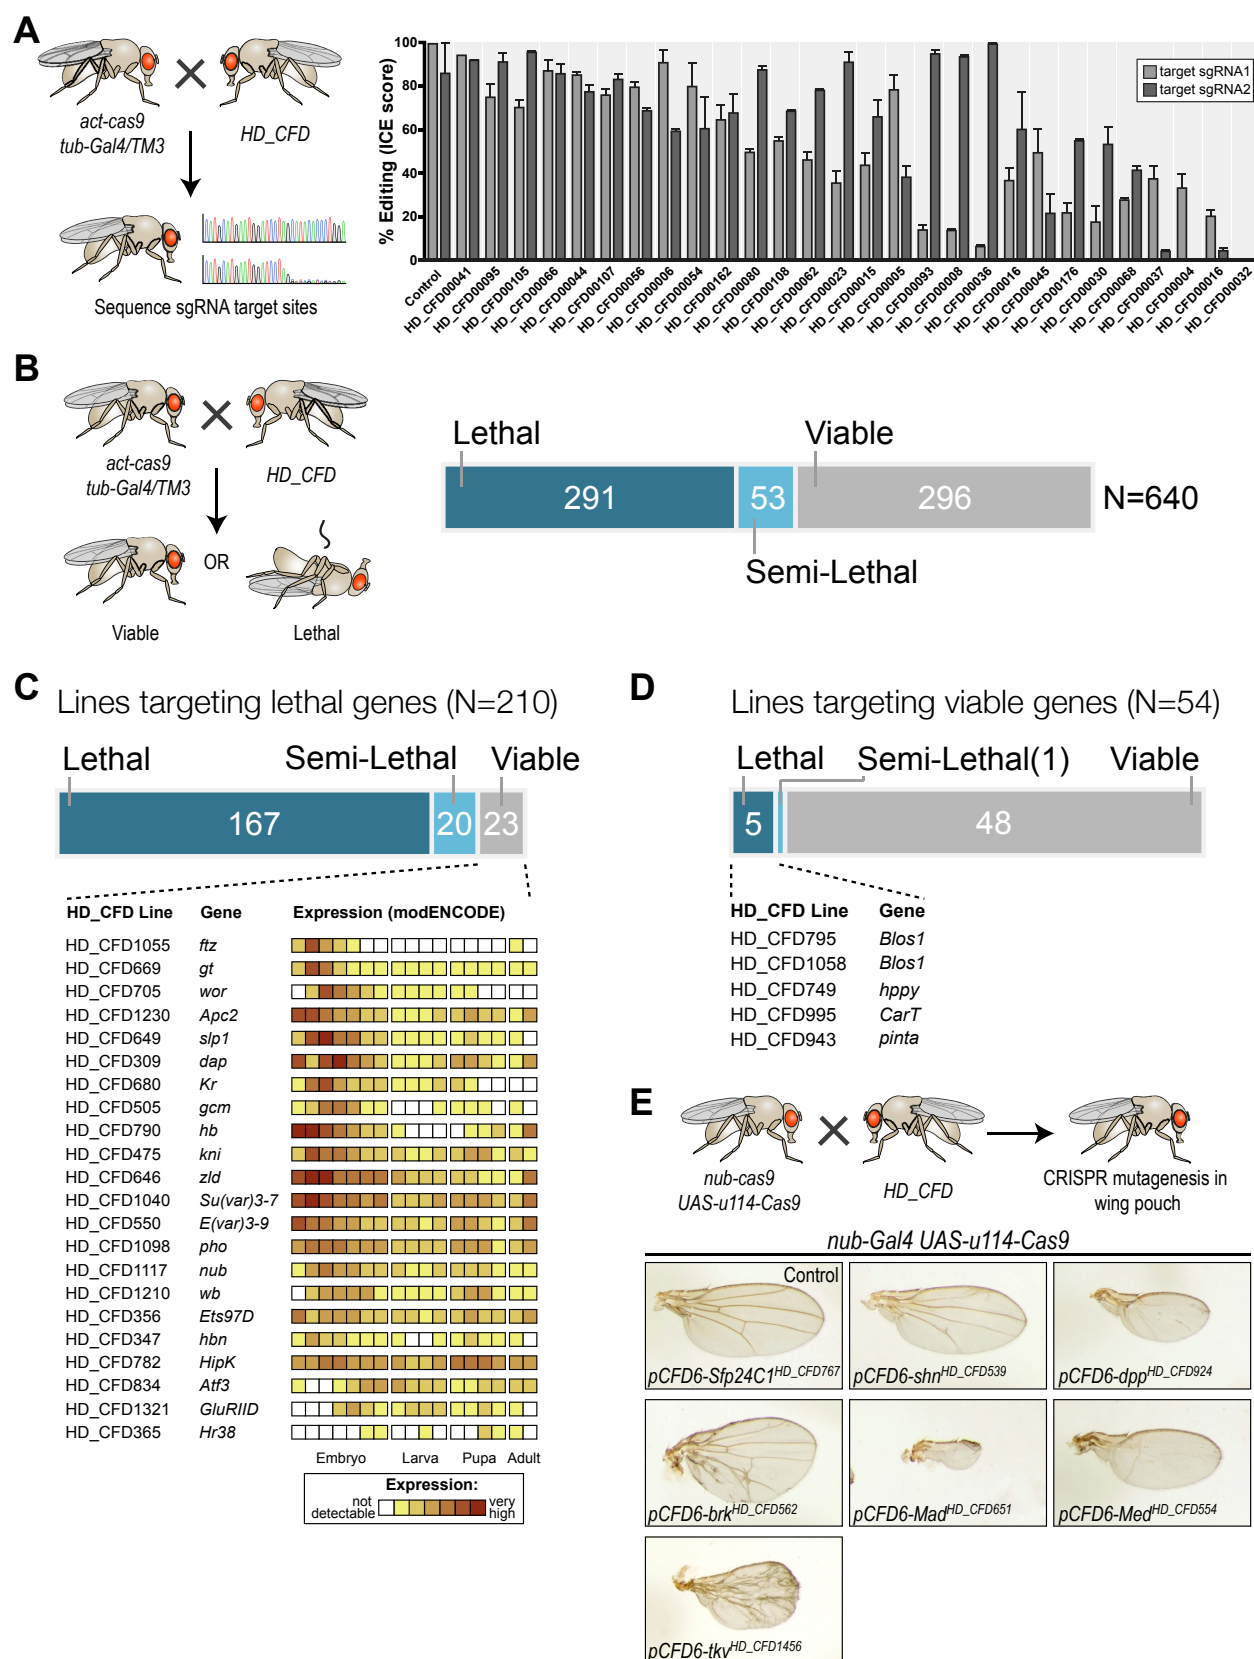 A
act-cas9
tub-Gal4/TM3
HD_CFD
Sequence sgRNA target sites
% Editing (ICE score)
100
80
60
40
20
0
target sgRNA1
target sgRNA2
Control
HD_CFD00041
HD_CFD00095
HD_CFD00105
HD_CFD00066
HD_CFD00044
HD_CFD00107
HD_CFD00056
HD_CFD0006
HD_CFD00054
HD_CFD00162
HD_CFD00080
HD_CFD00108
HD_CFD00062
HD_CFD00023
HD_CFD00015
HD_CFD00005
HD_CFD00093
HD_CFD00008
HD_CFD00036
HD_CFD00016
HD_CFD00045
HD_CFD00176
HD_CFD00030
HD_CFD00068
HD_CFD00037
HD_CFD00004
HD_CFD00016
HD_CFD00032
B
act-cas9
tub-Gal4/TM3
HD_CFD
OR
Viable
Lethal
Lethal
Viable
291
53
296
N=640
Semi-Lethal
C
Lines targeting lethal genes (N=210)
Lethal
Semi-Lethal
Viable
167
20
23
HD_CFD Line Gene Expression (modENCODE)
HD_CFD1055 ftz
HD_CFD669 gt
HD_CFD705 wor
HD_CFD1230 Apc2
HD_CFD649 slp1
HD_CFD309 dap
HD_CFD680 Kr
HD_CFD505 gcm
HD_CFD790 hb
HD_CFD475 kni
HD_CFD646 zld
HD_CFD1040 Su(var)3-7
HD_CFD550 E(var)3-9
HD_CFD1098 pho
HD_CFD1117 nub
HD_CFD1210 wb
HD_CFD356 Ets97D
HD_CFD347 hbn
HD_CFD782 HipK
HD_CFD834 Atf3
HD_CFD1321 GluRIID
HD_CFD365 Hr38
Embryo Larva Pupa Adult
Expression:
not detectable
very high
D
Lines targeting viable genes (N=54)
Lethal
Semi-Lethal(1)
Viable
5
48
HD_CFD Line Gene
HD_CFD795 Blos1
HD_CFD1058 Blos1
HD_CFD749 hppy
HD_CFD995 CarT
HD_CFD943 pinta
E
nub-cas9
UAS-u114-Cas9
HD_CFD
CRISPR mutagenesis in
wing pouch
nub-Gal4 UAS-u114-Cas9
Control
pCFD6-Sfp24C1HD_CFD767
pCFD6-shnHD_CFD539
pCFD6-dppHD_CFD924
pCFD6-brkHD_CFD562
pCFD6-MadHD_CFD651
pCFD6-MedHD_CFD554
pCFD6-tkvHD_CFD1456